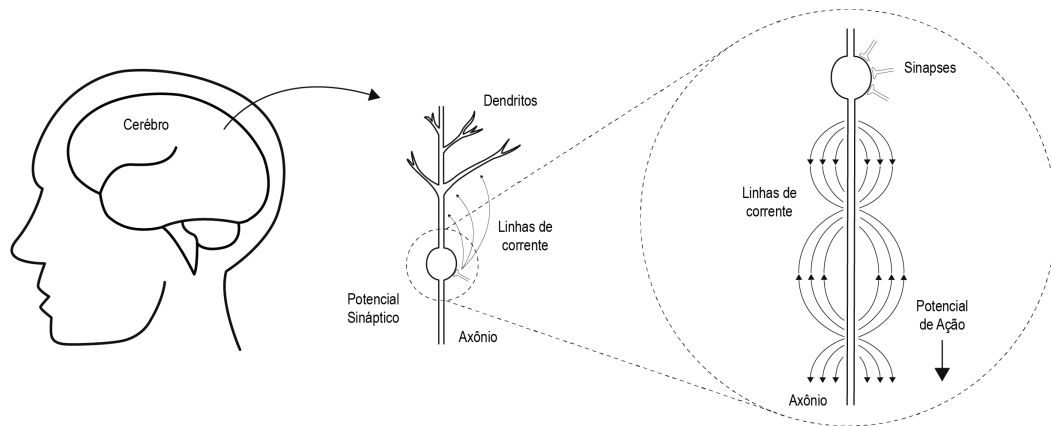 Cerébro
Dendritos
Linhas de
corrente
Potencial
Sináptico
Axônio
Sinapses
Linhas de
corrente
Potencial
de Ação
Axônio